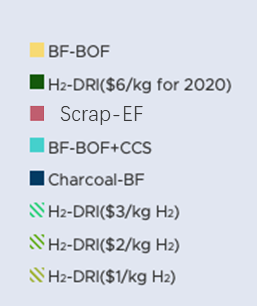 BF-BOF
H₂-DRI($6/kg for 2020)
Scrap-EF
BF-BOF+CCS
Charcoal-BF
H₂-DRI($3/kg H₂)
H₂-DRI($2/kg H₂)
H₂-DRI($1/kg H₂)